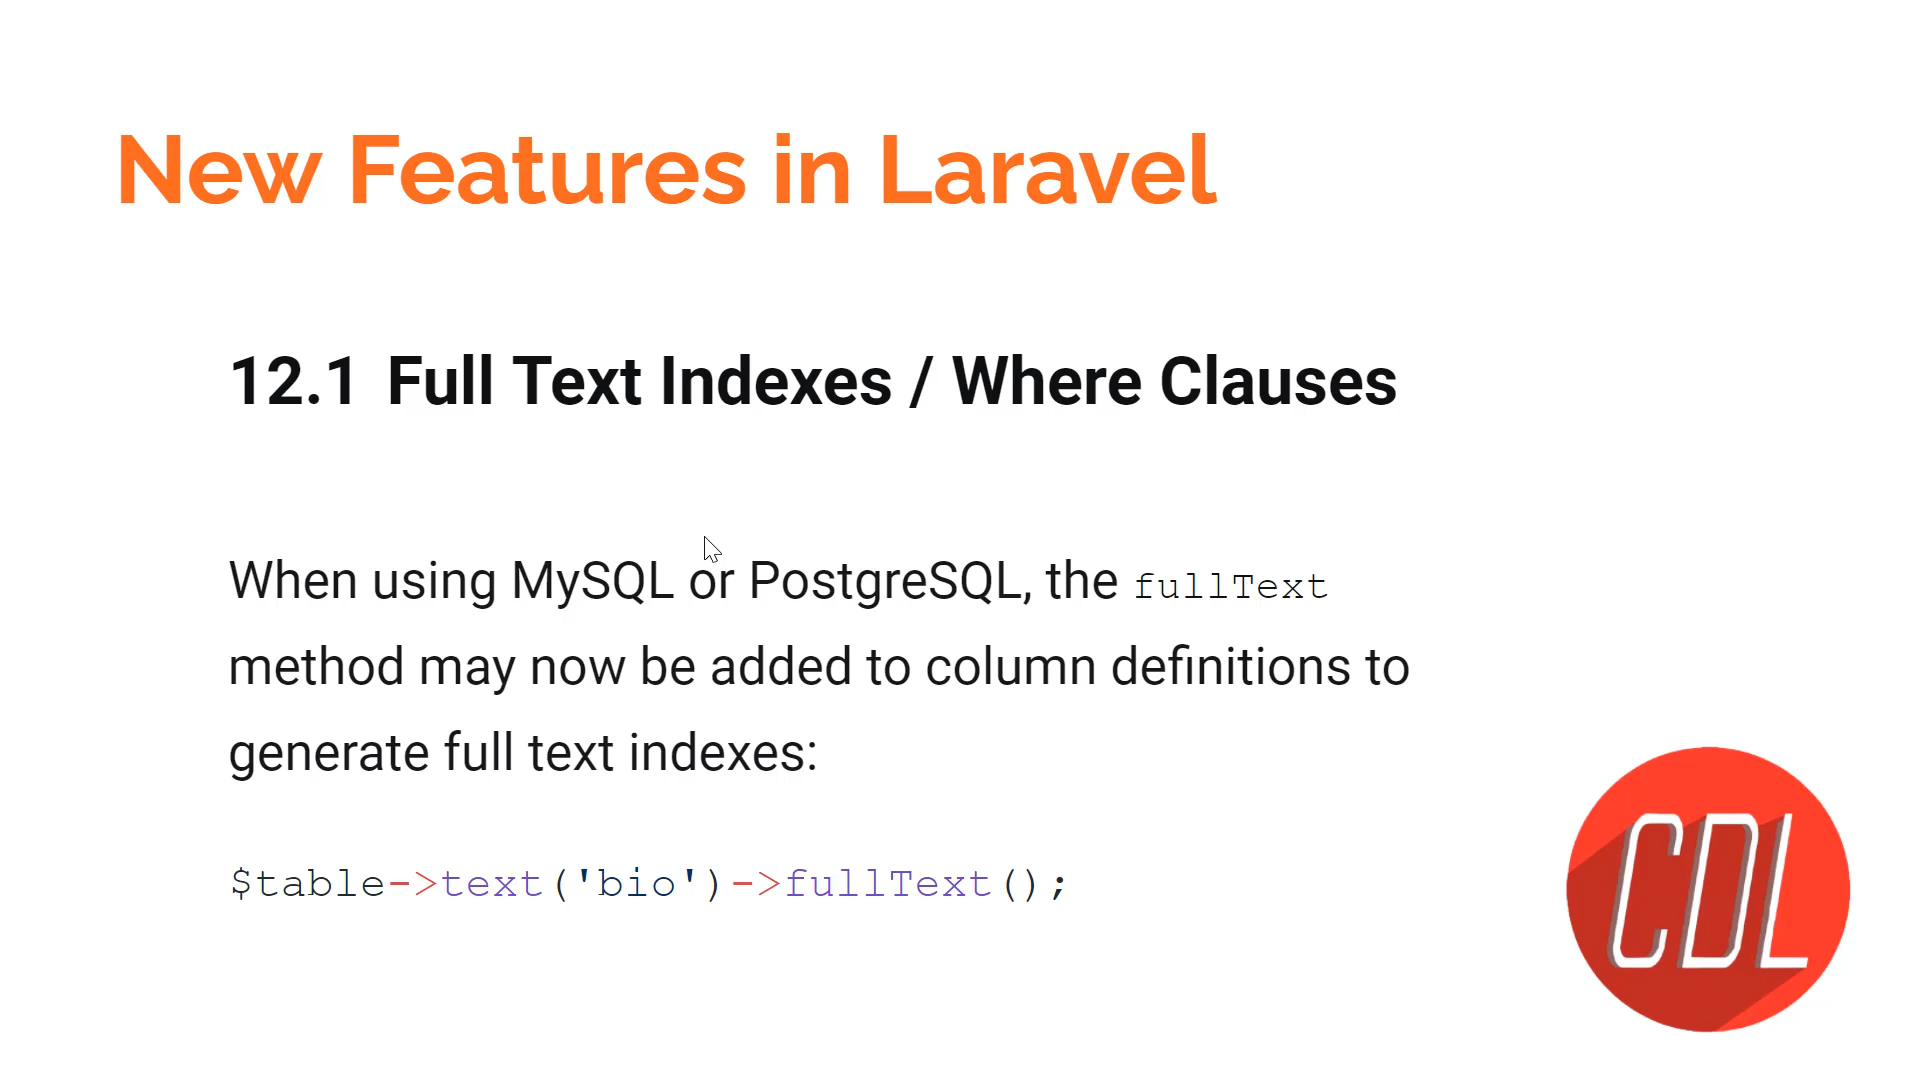 New Features in Laravel
12.1 Full Text Indexes / Where Clauses
When using MySQL or PostgreSQL, the fullText
method may now be added to column definitions to
generate full text indexes:
$table->text('bio')->fullText();
CDL